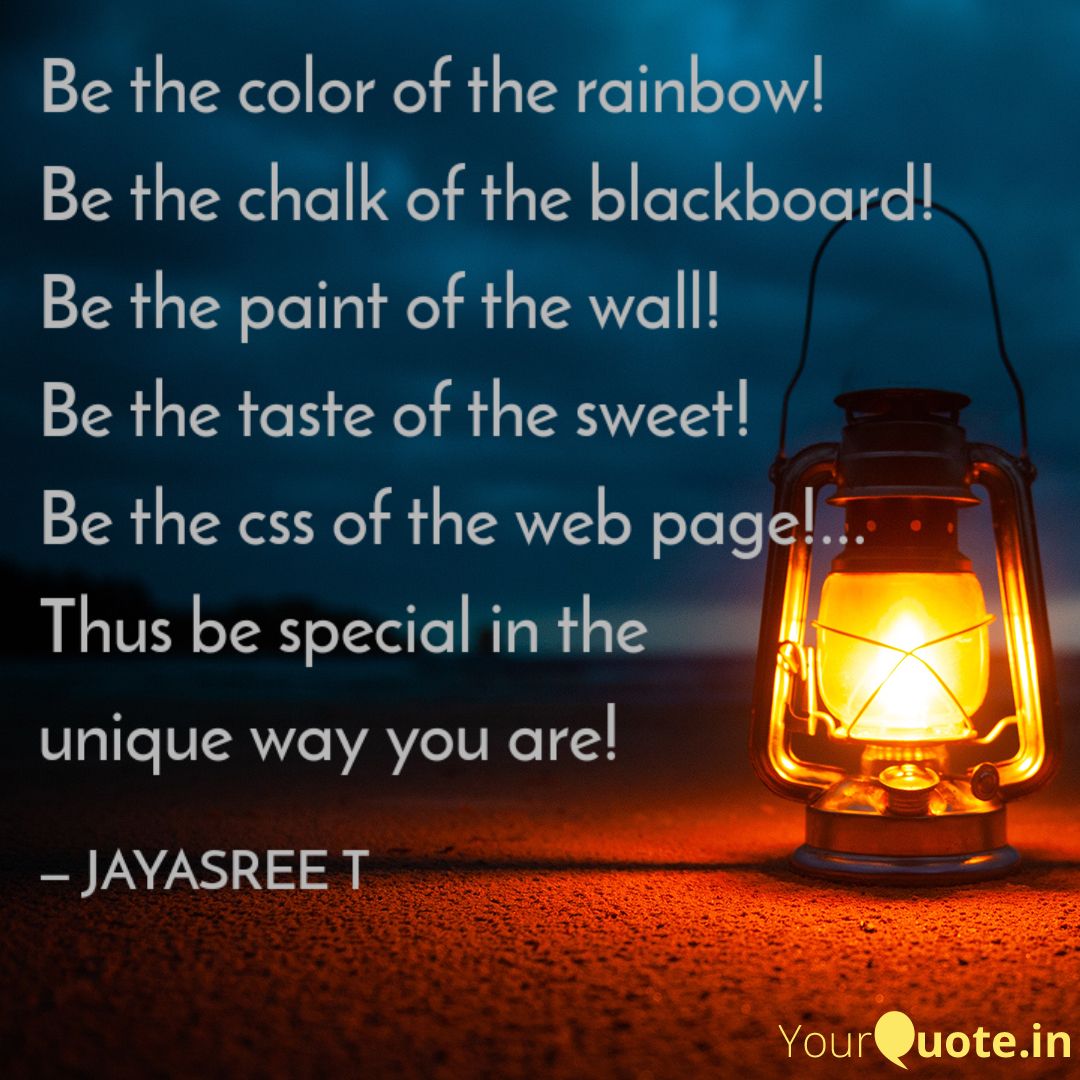 Be the color of the rainbow!
Be the chalk of the blackboard!
Be the paint of the wall!
Be the taste of the sweet!
Be the css of the web page!...
Thus be special in the
unique way you are!
– JAYASREE T
YourQuote.in